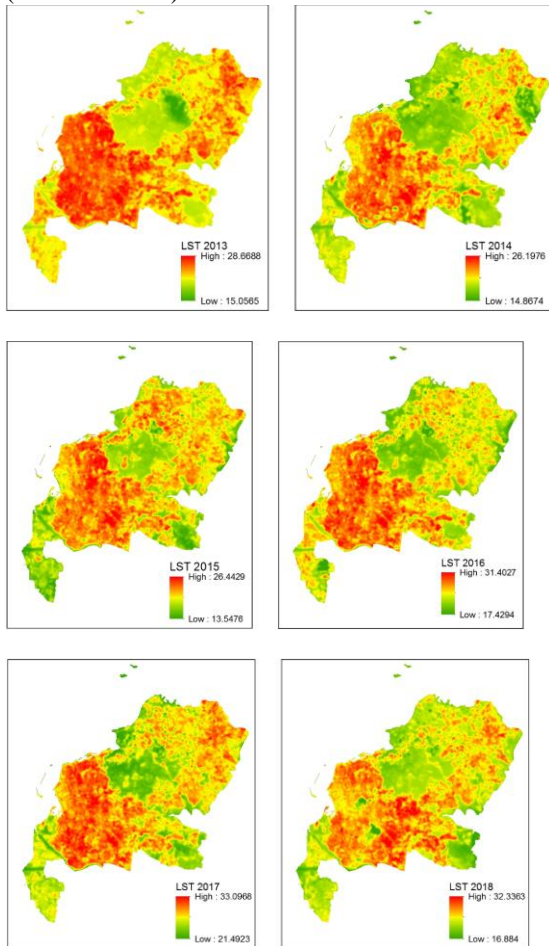 LST 2013
High : 28.6688
Low : 15.0565
LST 2014
High : 26.1976
Low : 14.8674
LST 2015
High : 26.4429
Low : 13.5476
LST 2016
High : 31.4027
Low : 17.4294
LST 2017
High : 33.0968
Low : 21.4923
LST 2018
High : 32.3363
Low : 16.884